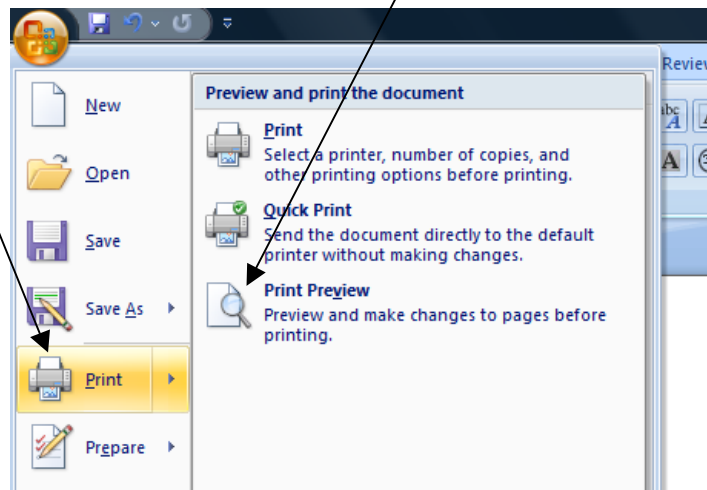 Review
New
Open
Save
Save As
Print
Prepare
Preview and print the document
Print
Select a printer, number of copies, and
other printing options before printing.
Quick Print
Send the document directly to the default
printer without making changes.
Print Preview
Preview and make changes to pages before
printing.
abc
A
A